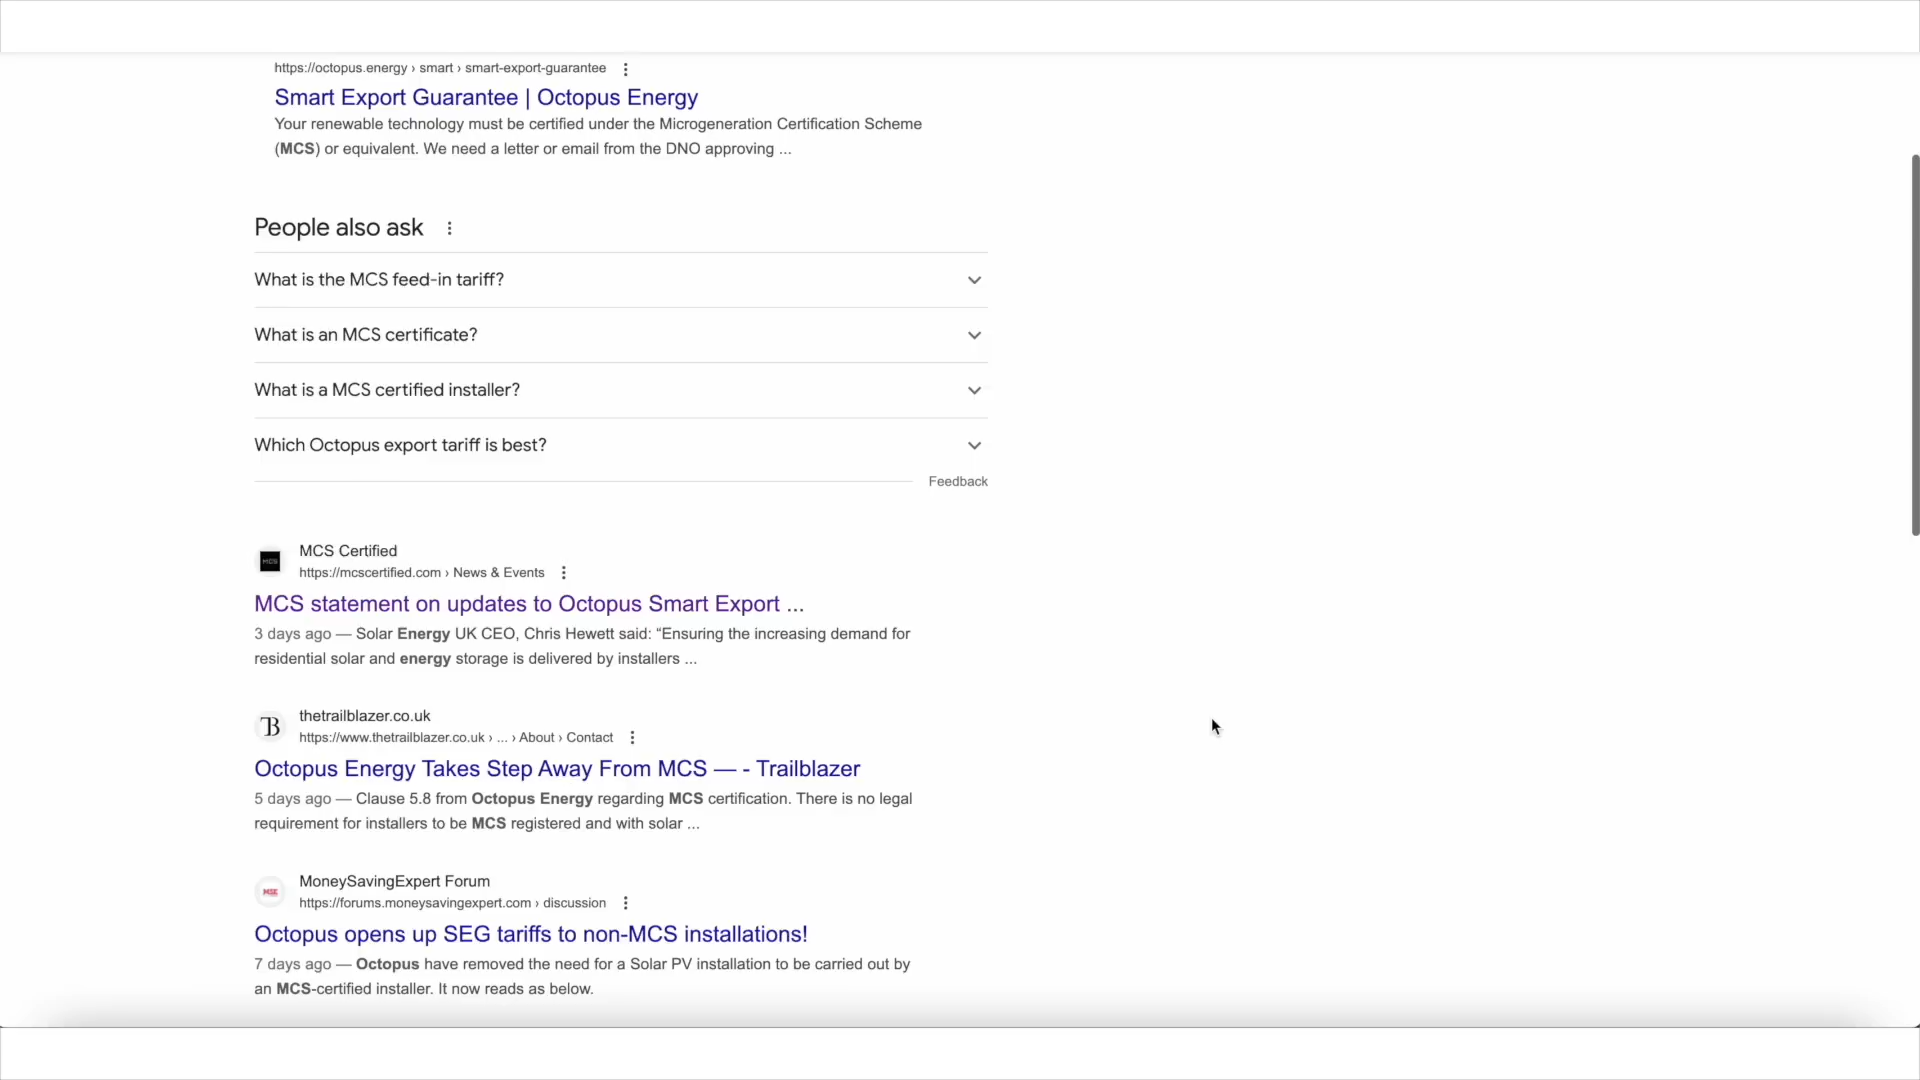 https://octopus.energy › smart › smart-export-guarantee
Smart Export Guarantee | Octopus Energy
Your renewable technology must be certified under the Microgeneration Certification Scheme
(MCS) or equivalent. We need a letter or email from the DNO approving ...
People also ask
What is the MCS feed-in tariff?
What is an MCS certificate?
What is a MCS certified installer?
Which Octopus export tariff is best?
Feedback
MCS
MCS Certified
https://mcscertified.com › News & Events
MCS statement on updates to Octopus Smart Export ...
3 days ago — Solar Energy UK CEO, Chris Hewett said: “Ensuring the increasing demand for
residential solar and energy storage is delivered by installers ...
TB
thetrailblazer.co.uk
https://www.thetrailblazer.co.uk › ... › About › Contact
Octopus Energy Takes Step Away From MCS — - Trailblazer
5 days ago — Clause 5.8 from Octopus Energy regarding MCS certification. There is no legal
requirement for installers to be MCS registered and with solar ...
MSE
MoneySavingExpert Forum
https://forums.moneysavingexpert.com › discussion
Octopus opens up SEG tariffs to non-MCS installations!
7 days ago — Octopus have removed the need for a Solar PV installation to be carried out by
an MCS-certified installer. It now reads as below.